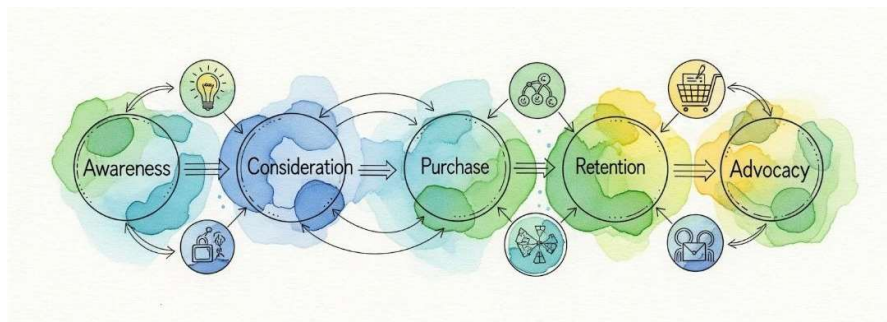 Awareness
Consideration
Purchase
Retention
Advocacy